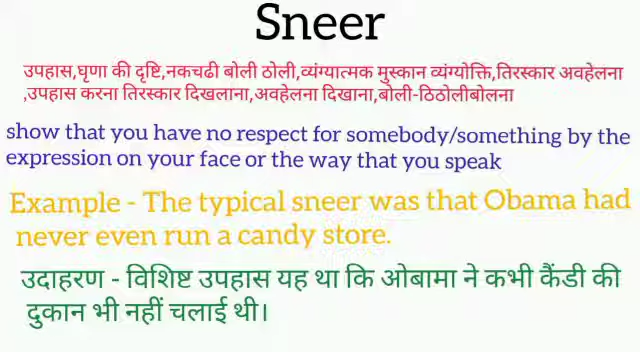 Sneer
उपहास,घृणा की दृष्टि,नकचढी बोली ठोली,व्यंग्यात्मक मुस्कान व्यंग्योक्ति,तिरस्कार अवहेलना
,उपहास करना तिरस्कार दिखलाना,अवहेलना दिखाना,बोली-ठिठोलीबोलना
show that you have no respect for somebody/something by the
expression on your face or the way that you speak
Example - The typical sneer was that Obama had
never even run a candy store.
उदाहरण - विशिष्ट उपहास यह था कि ओबामा ने कभी कैंडी की
दुकान भी नहीं चलाई थी।